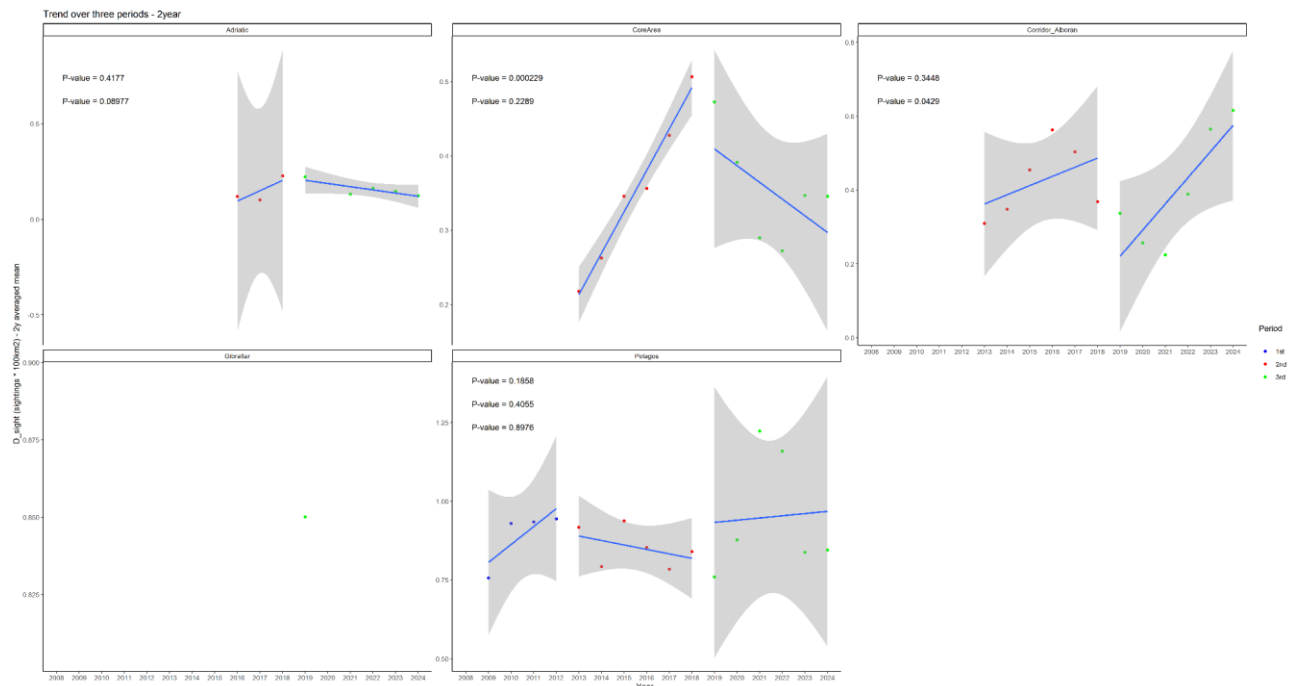 Trend over three periods - 2year
Adriatic
P-value = 0.4177
P-value = 0.08977
0.5
0.0
-0.5
CoreArea
P-value = 0.000229
P-value = 0.2289
0.5
0.4
0.3
0.2
Corridor_Alboran
P-value = 0.3448
P-value = 0.0429
0.8
0.6
0.4
0.2
0.0
2008 2009 2010 2011 2012 2013 2014 2015 2016 2017 2018 2019 2020 2021 2022 2023 2024
D_sight (sightings * 100km2) - 2y averaged mean
Gibraltar
0.900
0.875
0.850
0.825
2008 2009 2010 2011 2012 2013 2014 2015 2016 2017 2018 2019 2020 2021 2022 2023 2024
Pelagos
P-value = 0.1858
P-value = 0.4055
P-value = 0.8976
1.25
1.00
0.75
0.50
2008 2009 2010 2011 2012 2013 2014 2015 2016 2017 2018 2019 2020 2021 2022 2023 2024
Year
Period
1st
2nd
3rd